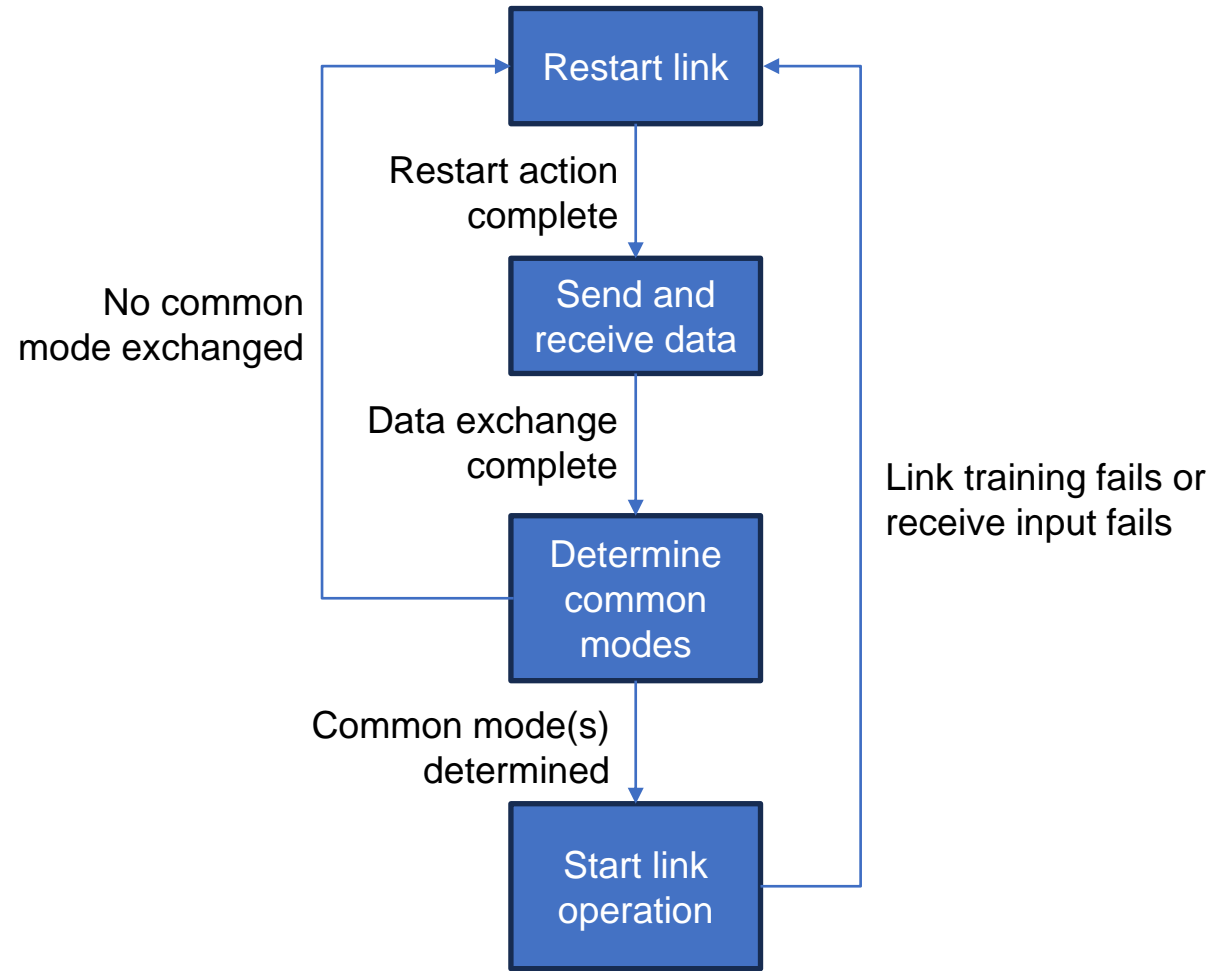 Restart link
Restart action
complete
Send and
receive data
No common
mode exchanged
Data exchange
complete
Link training fails or
receive input fails
Determine
common
modes
Common mode(s)
determined
Start link
operation